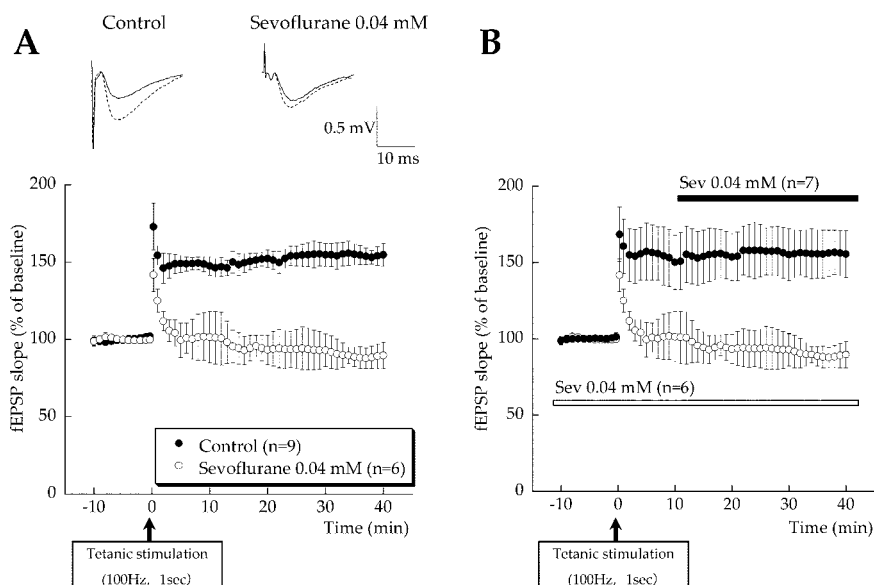 A
Control
Sevoflurane 0.04 mM
0.5 mV
10 ms
fEPSP slope (% of baseline)
200
150
100
50
0
Control (n=9)
Sevoflurane 0.04 mM (n=6)
-10 0 10 20 30 40
Time (min)
Tetanic stimulation
(100Hz, 1sec)
B
fEPSP slope (% of baseline)
200
150
100
50
0
Sev 0.04 mM (n=7)
Sev 0.04 mM (n=6)
-10 0 10 20 30 40
Time (min)
Tetanic stimulation
(100Hz, 1sec)